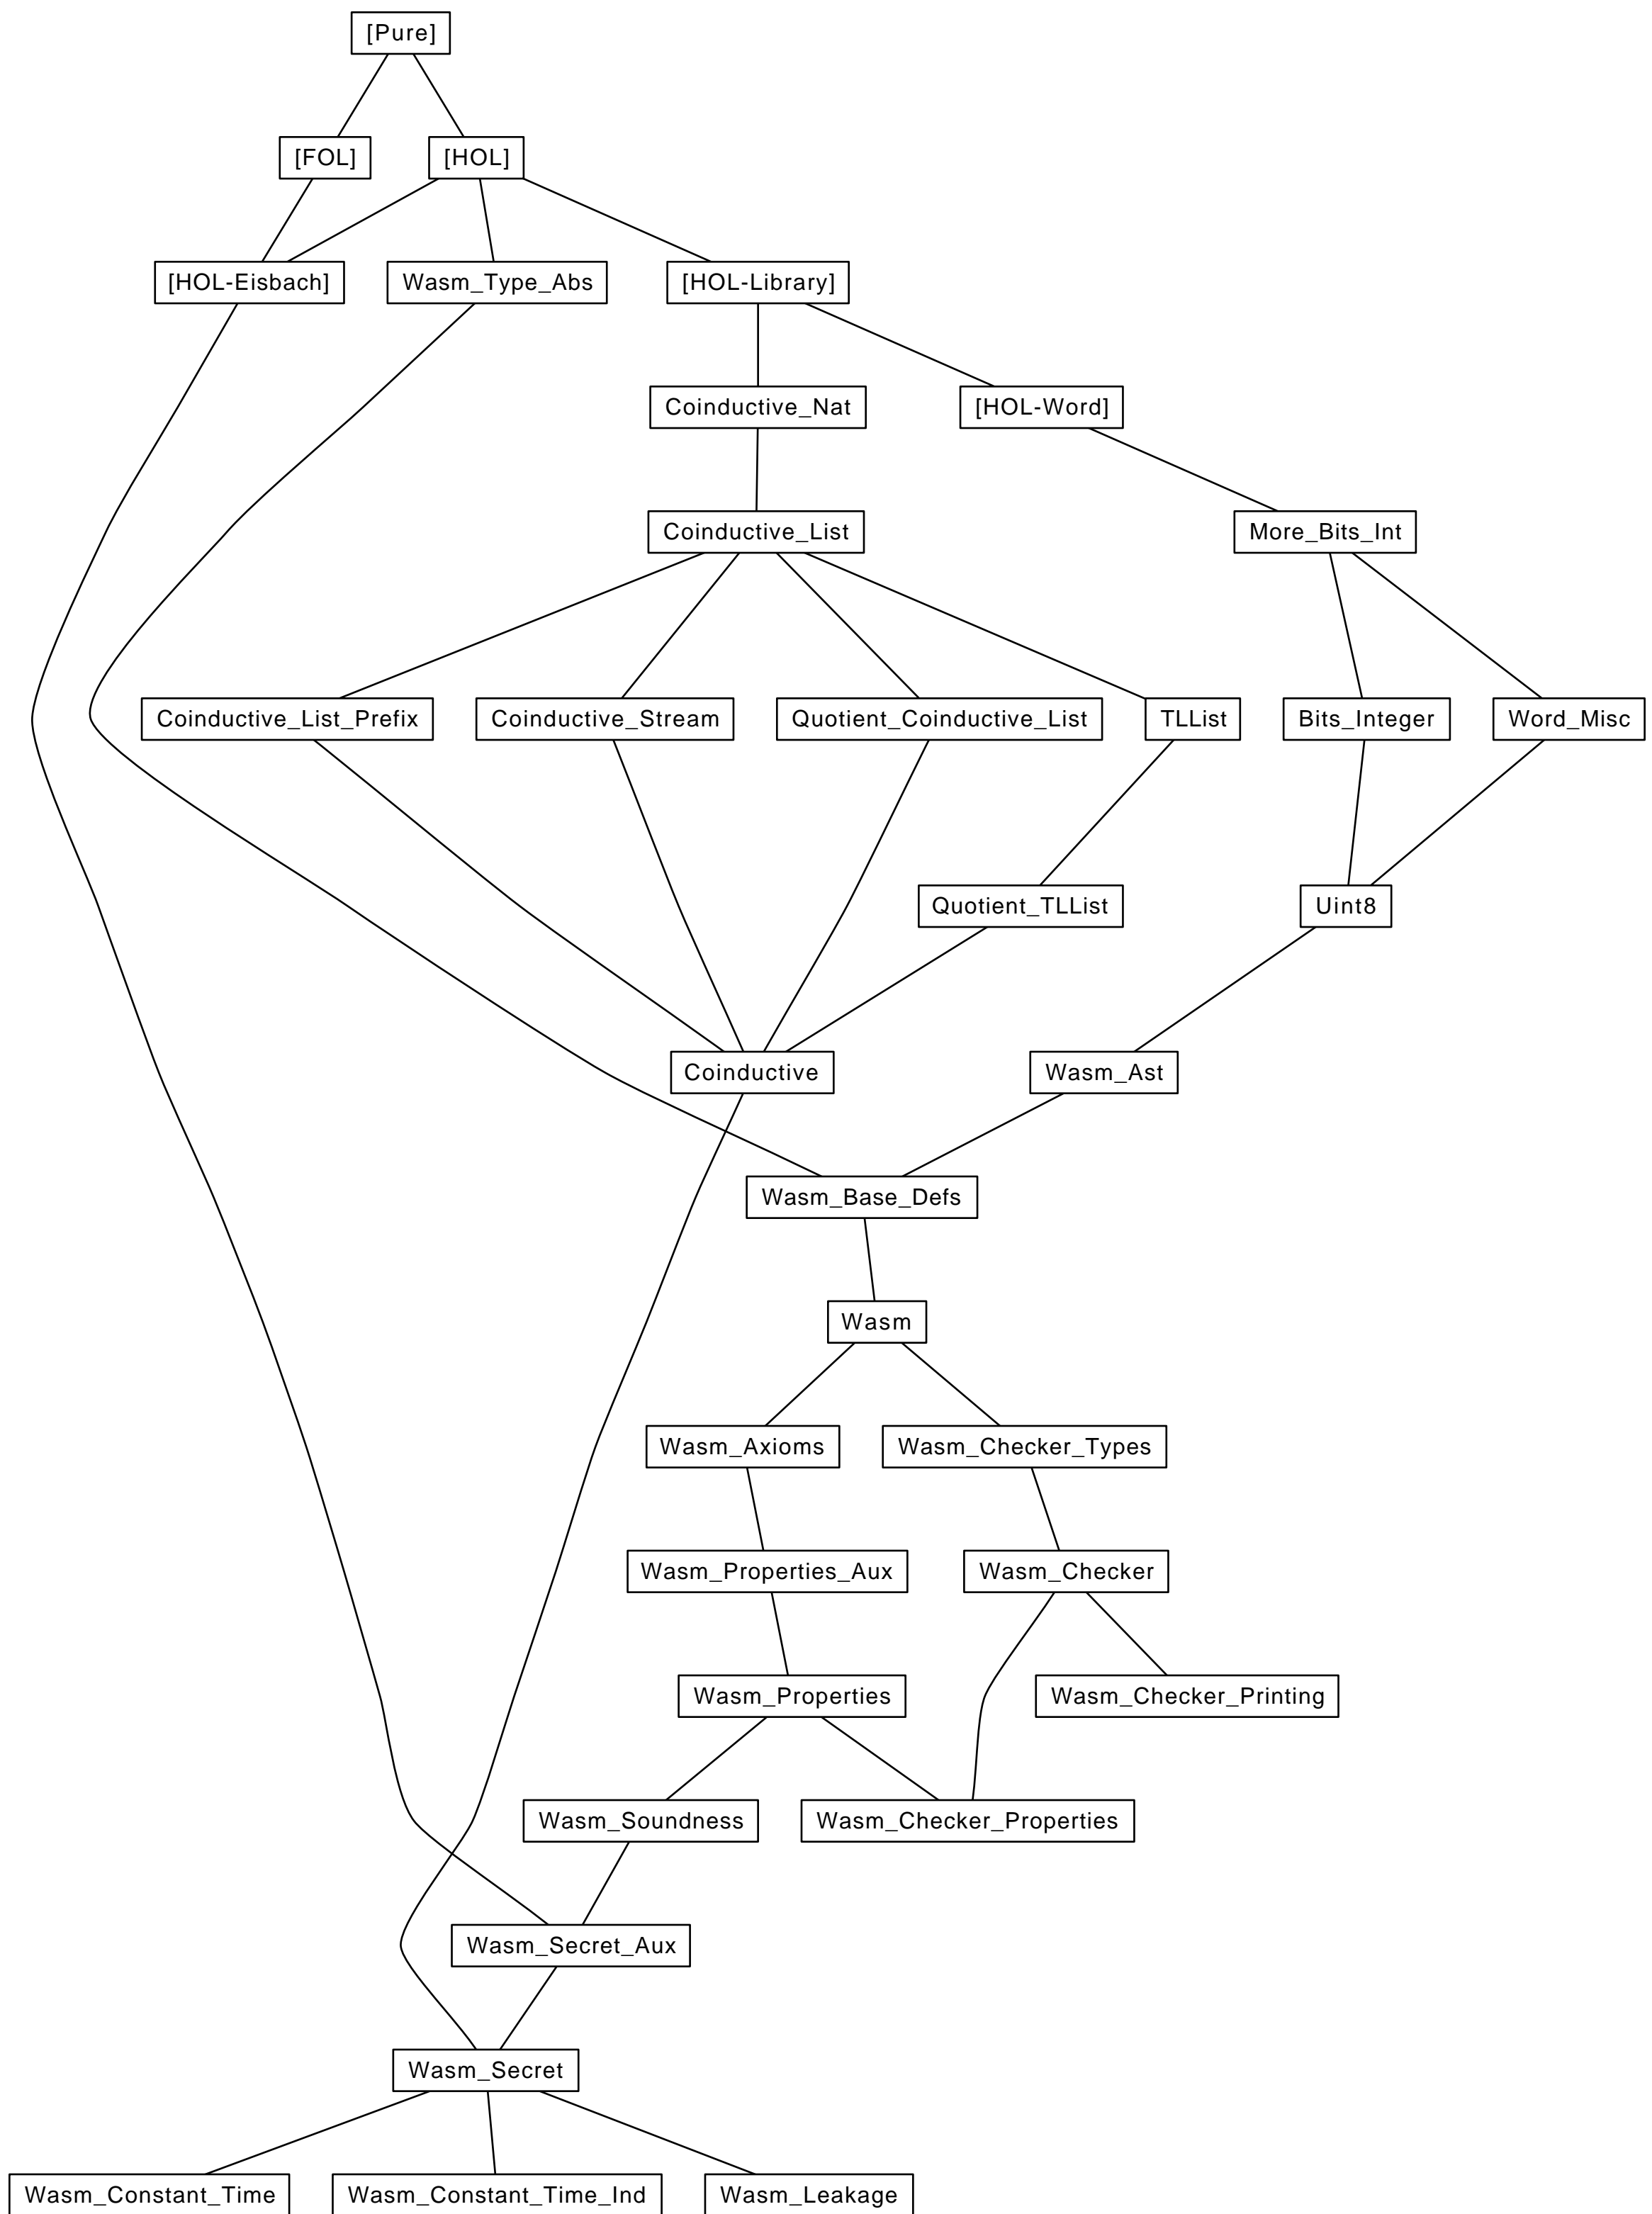 [Pure]
[FOL]
[HOL]
[HOL-Eisbach]
Wasm_Type_Abs
[HOL-Library]
Coinductive_Nat
[HOL-Word]
Coinductive_List
More_Bits_Int
Coinductive_List_Prefix
Coinductive_Stream
Quotient_Coinductive_List
TLList
Bits_Integer
Word_Misc
Quotient_TLList
Uint8
Coinductive
Wasm_Ast
Wasm_Base_Defs
Wasm
Wasm_Axioms
Wasm_Checker_Types
Wasm_Properties_Aux
Wasm_Checker
Wasm_Properties
Wasm_Checker_Printing
Wasm_Soundness
Wasm_Checker_Properties
Wasm_Secret_Aux
Wasm_Secret
Wasm_Constant_Time
Wasm_Constant_Time_Ind
Wasm_Leakage